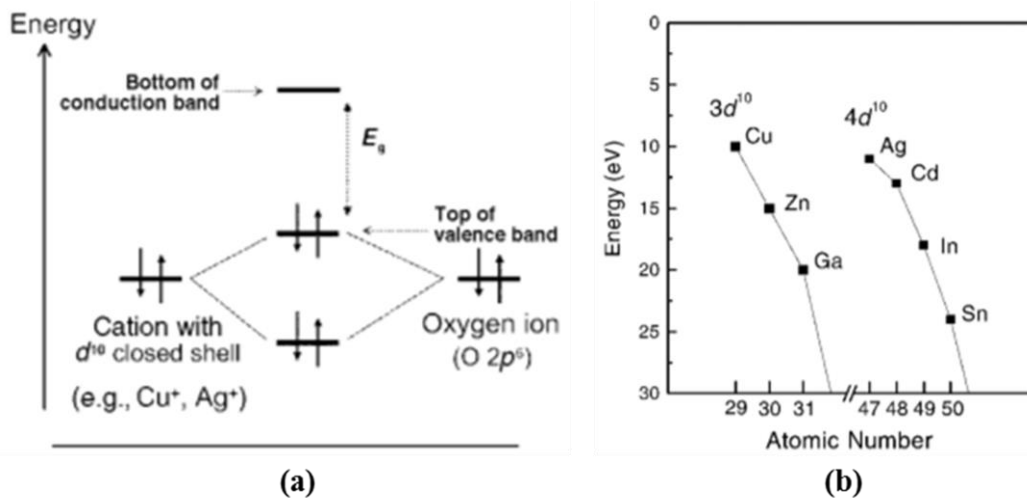 Energy
Bottom of
conduction band
E_g
Top of
valence band
Cation with
d¹⁰ closed shell
(e.g., Cu⁺, Ag⁺)
Oxygen ion
(O 2p⁶)
(a)
Energy (eV)
0
5
10
15
20
25
30
3d¹⁰
Cu
Zn
Ga
4d¹⁰
Ag
Cd
In
Sn
29 30 31 47 48 49 50
Atomic Number
(b)